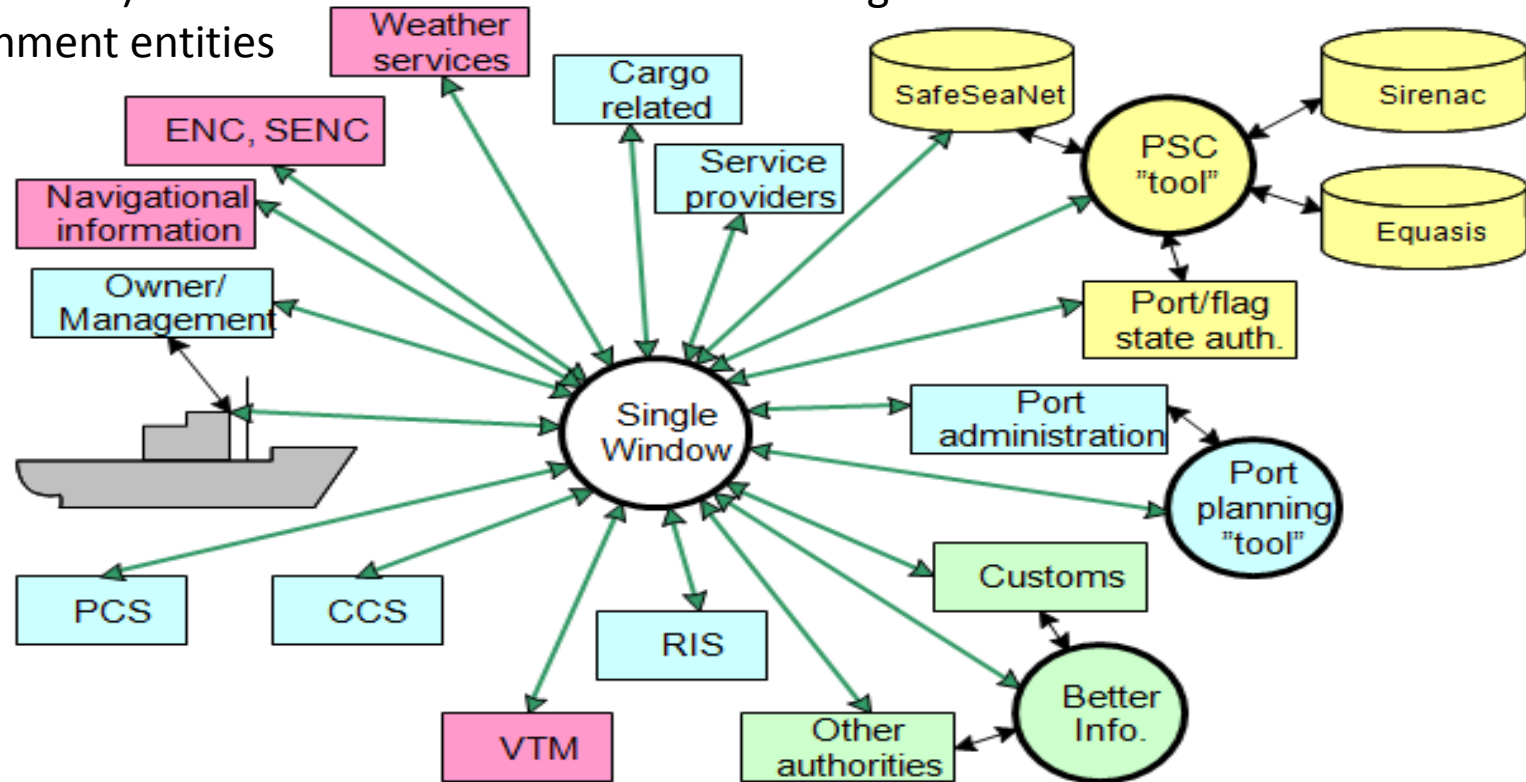 nment entities
Weather
services
Cargo
related
SafeSeaNet
Sirenac
ENC, SENC
PSC
"tool"
Service
providers
Navigational
information
Equasis
Owner/
Management
Port/flag
state auth.
Single
Window
Port
administration
Port
planning
"tool"
Customs
PCS
CCS
RIS
Better
Info.
VTM
Other
authorities